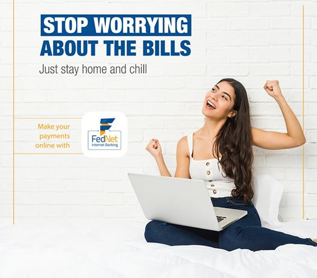 STOP WORRYING
ABOUT THE BILLS
Just stay home and chill
Make your
payments
online with
FedNet
Internet Banking